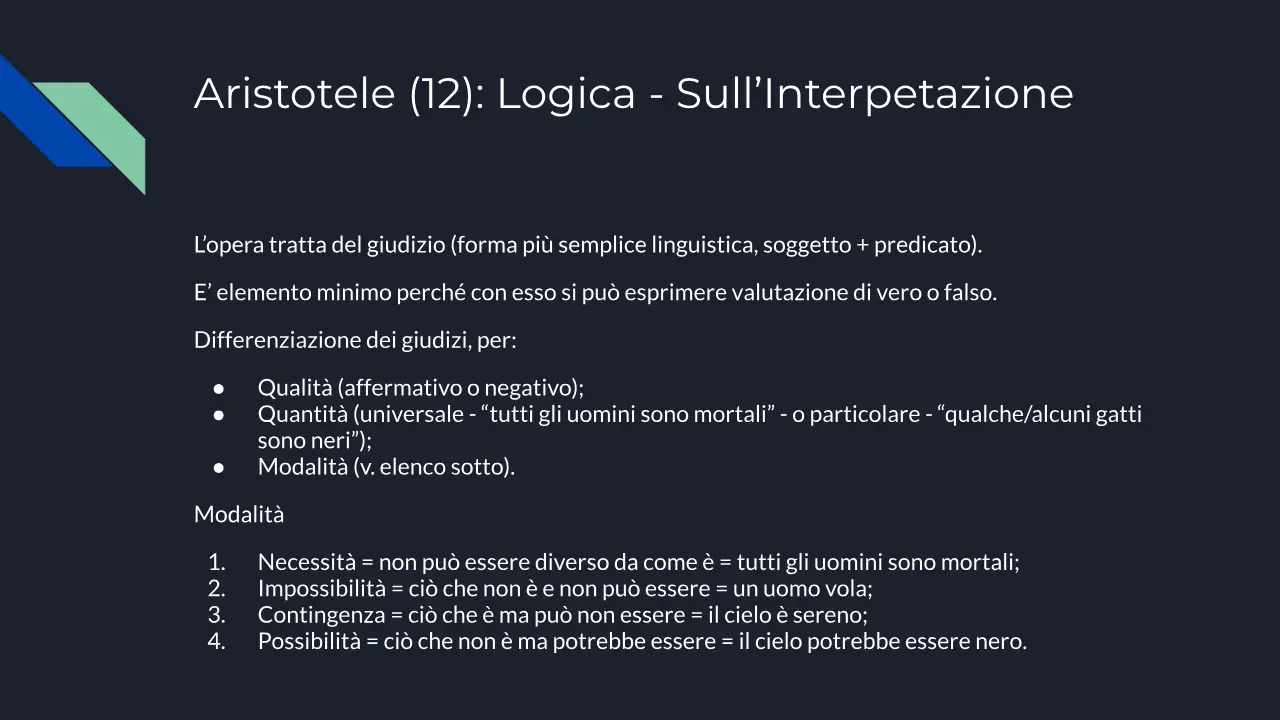 Aristotele (12): Logica - Sull’Interpetazione
L’opera tratta del giudizio (forma più semplice linguistica, soggetto + predicato).
E’ elemento minimo perché con esso si può esprimere valutazione di vero o falso.
Differenziazione dei giudizi, per:
● Qualità (affermativo o negativo);
● Quantità (universale - “tutti gli uomini sono mortali” - o particolare - “qualche/alcuni gatti
sono neri”);
● Modalità (v. elenco sotto).
Modalità
1. Necessità = non può essere diverso da come è = tutti gli uomini sono mortali;
2. Impossibilità = ciò che non è e non può essere = un uomo vola;
3. Contingenza = ciò che è ma può non essere = il cielo è sereno;
4. Possibilità = ciò che non è ma potrebbe essere = il cielo potrebbe essere nero.